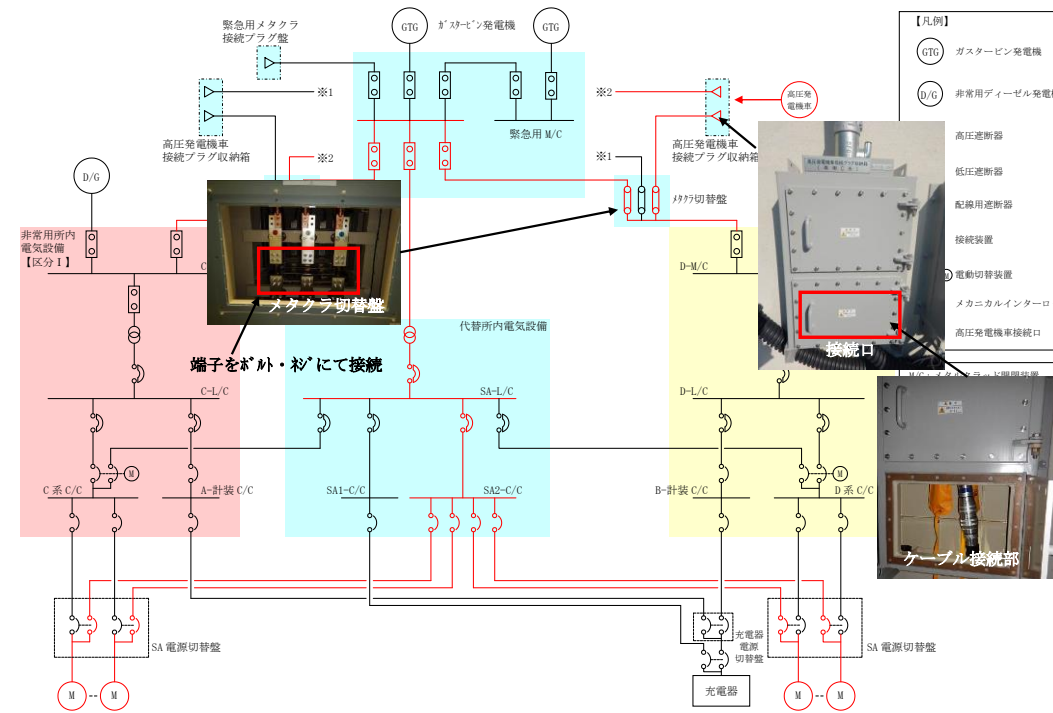 緊急用メタクラ
接続プラグ盤
GTG
ガスタービン発電機
GTG
【凡例】
GTG
ガスタービン発電機
D/G
非常用ディーゼル発電機
高圧遮断器
低圧遮断器
配線用遮断器
接続装置
M
電動切替装置
メカニカルインターロ
高圧発電機車接続口
※1
※2
高圧発
電機車
緊急用 M/C
高圧発電機車
接続プラグ収納箱
※2
※1
高圧発電機車
接続プラグ収納箱
D/G
メタクラ切替盤
非常用所内
電気設備
【区分Ⅰ】
C
D-M/C
メタクラ切替盤
端子をボルト・ネジにて接続
代替所内電気設備
接続口
C-L/C
SA-L/C
D-L/C
M
M
C 系 C/C
A-計装 C/C
SA1-C/C
SA2-C/C
B-計装 C/C
D 系 C/C
ケーブル接続部
SA 電源切替盤
充電器
電源
切替盤
SA 電源切替盤
M
M
充電器
M
M